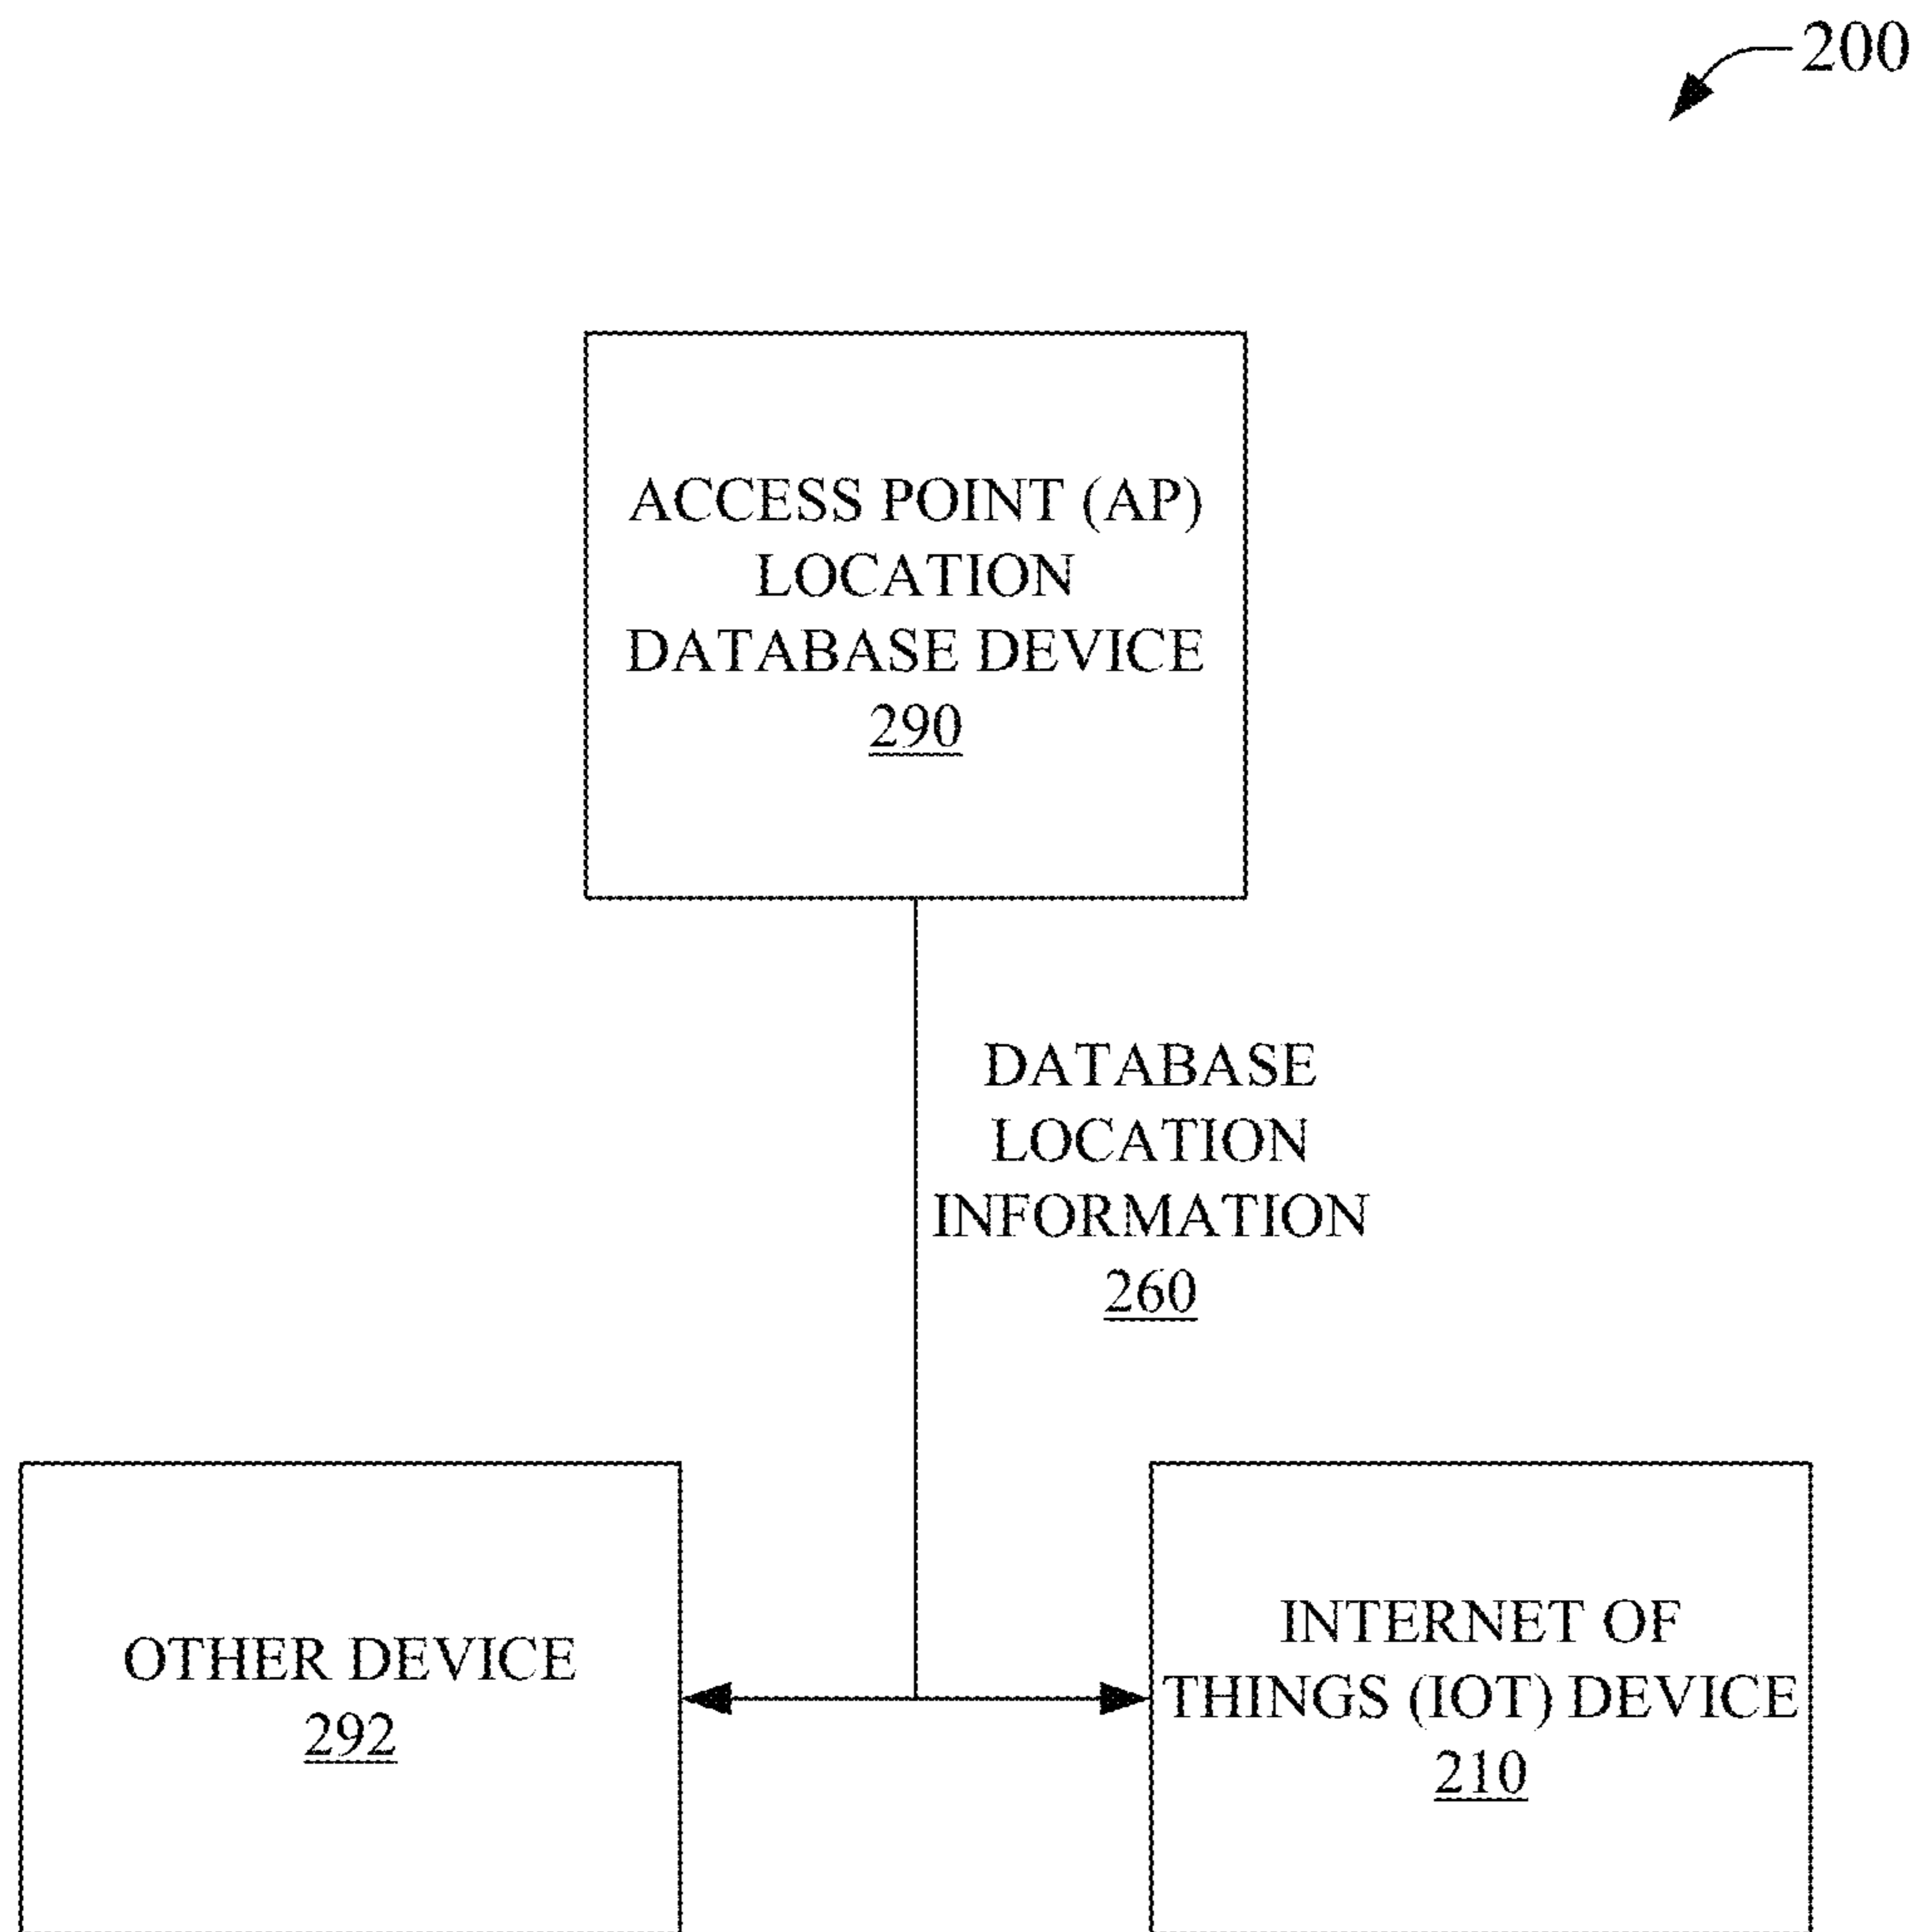 200
ACCESS POINT (AP)
LOCATION
DATABASE DEVICE
290
DATABASE
LOCATION
INFORMATION
260
OTHER DEVICE
292
INTERNET OF
THINGS (IOT) DEVICE
210